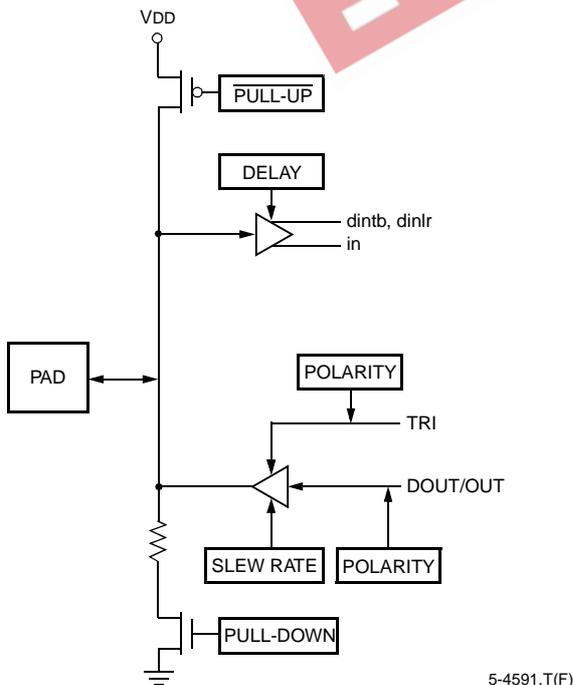 VDD
PULL-UP
DELAY
dintb, dinlr
in
PAD
POLARITY
TRI
DOUT/OUT
SLEW RATE
POLARITY
PULL-DOWN
5-4591.T(F)